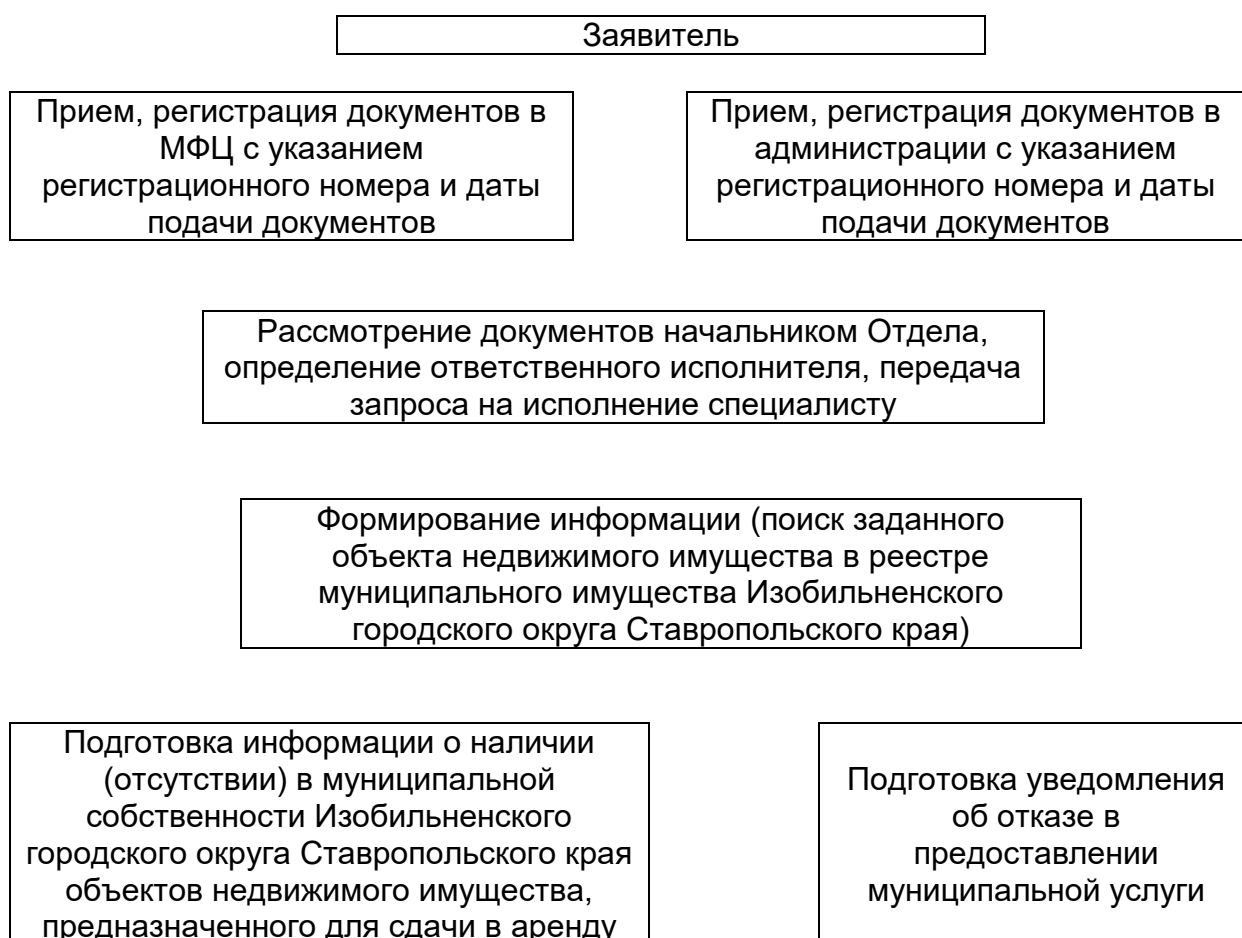 Заявитель
Прием, регистрация документов в
МФЦ с указанием
регистрационного номера и даты
подачи документов
Прием, регистрация документов в
администрации с указанием
регистрационного номера и даты
подачи документов
Рассмотрение документов начальником Отдела,
определение ответственного исполнителя, передача
запроса на исполнение специалисту
Формирование информации (поиск заданного
объекта недвижимого имущества в реестре
муниципального имущества Изобильненского
городского округа Ставропольского края)
Подготовка информации о наличии
(отсутствии) в муниципальной
собственности Изобильненского
городского округа Ставропольского края
объектов недвижимого имущества,
предназначенного для сдачи в аренду
Подготовка уведомления
об отказе в
предоставлении
муниципальной услуги